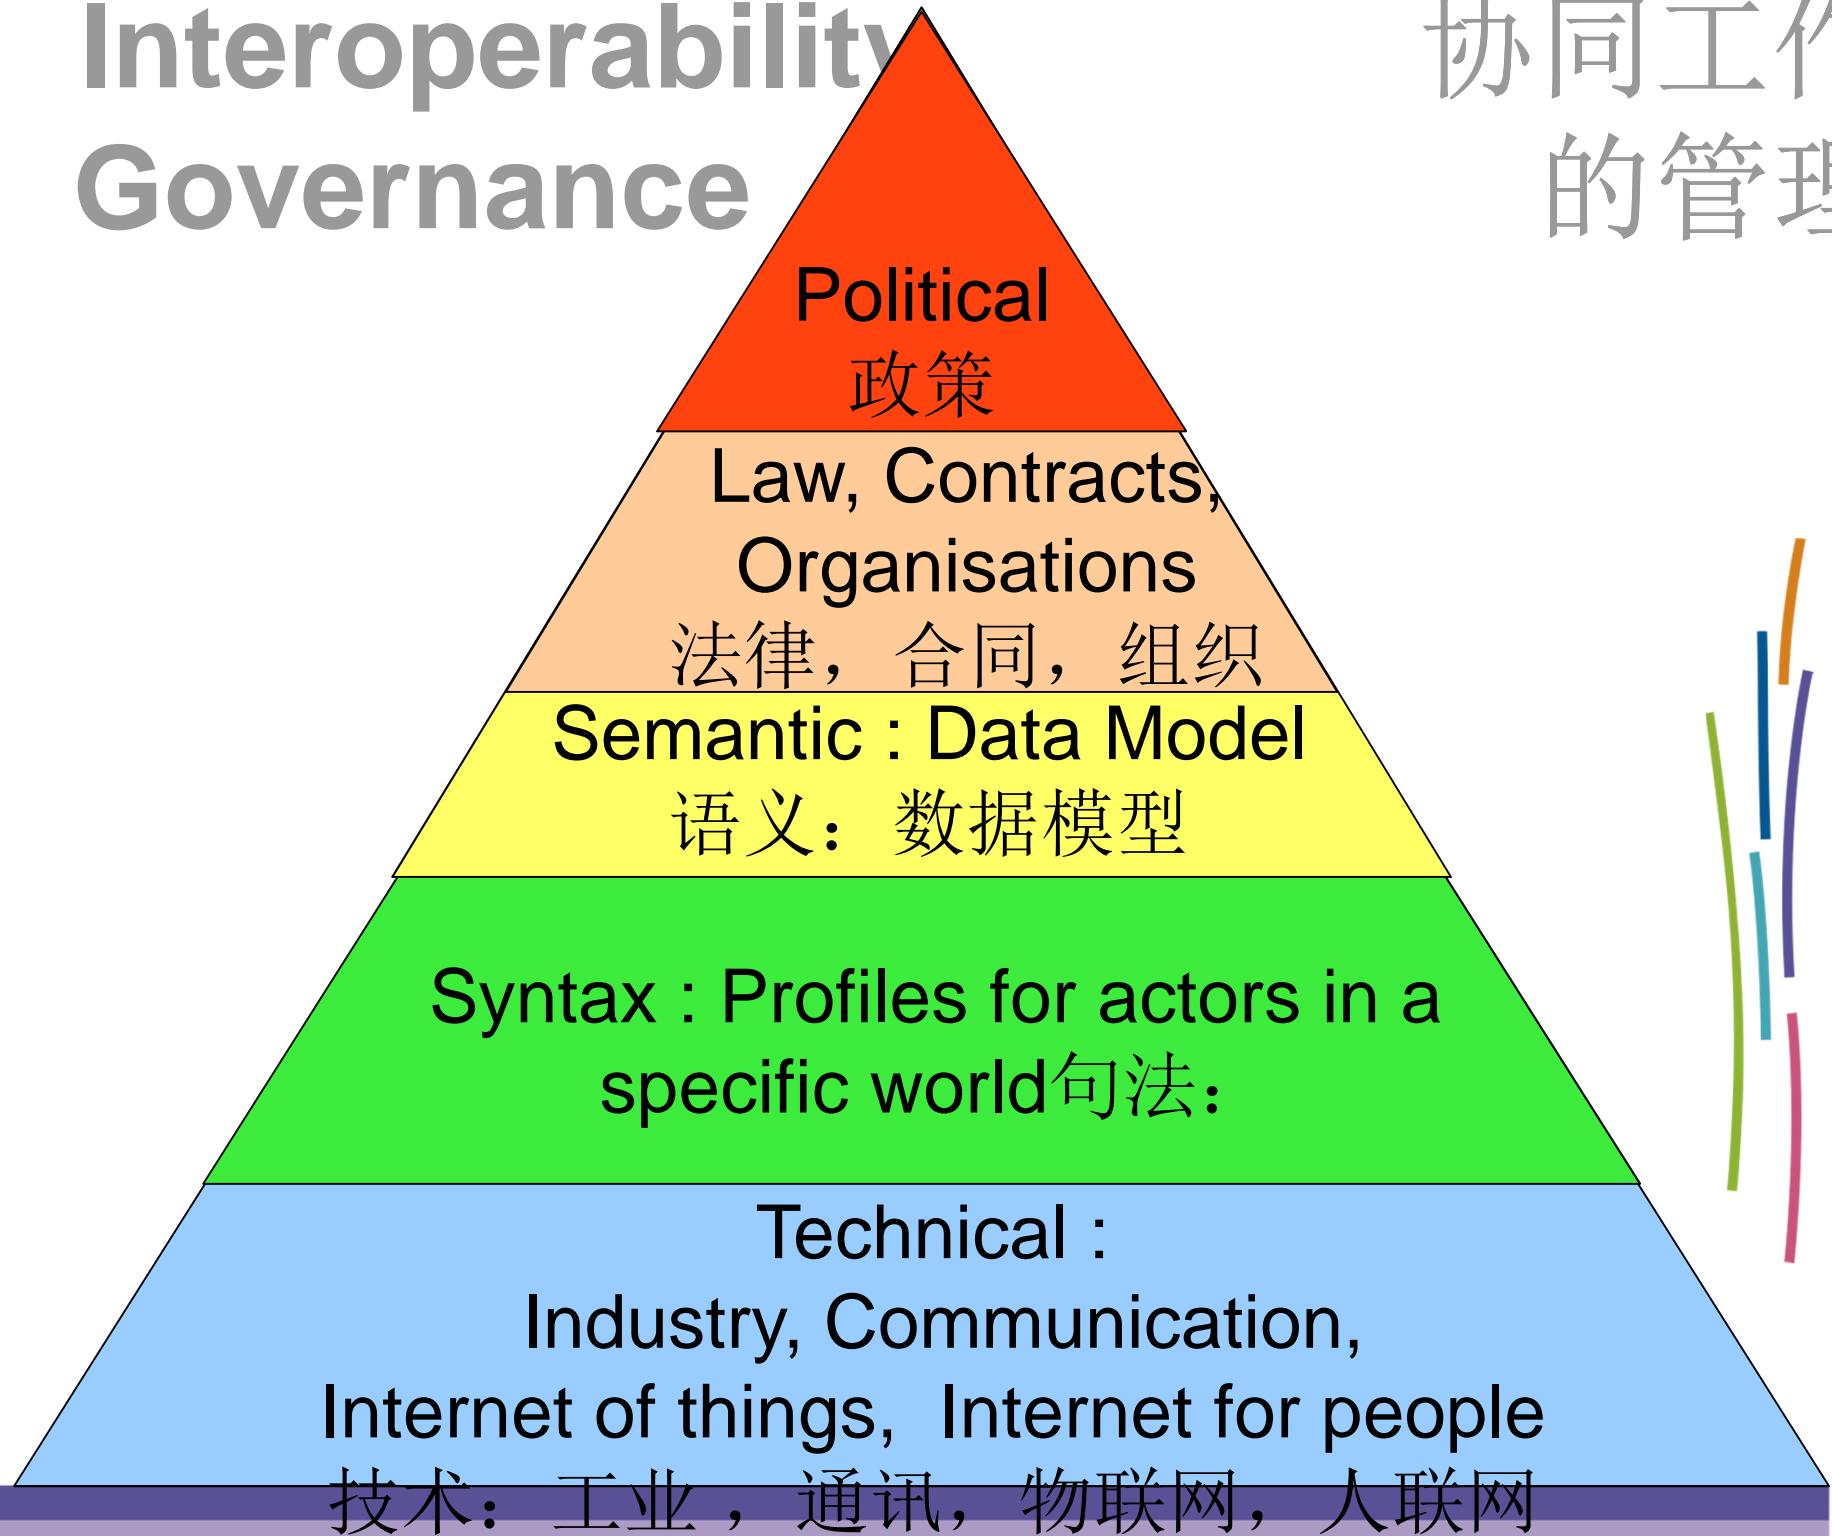 Interoperability
Governance
协同工作
的管理
Political
政策
Law, Contracts,
Organisations
法律，合同，组织
Semantic : Data Model
语义：数据模型
Syntax : Profiles for actors in a
specific world句法：
Technical :
Industry, Communication,
Internet of things,  Internet for people
技术：工业 ，通讯，物联网，人联网